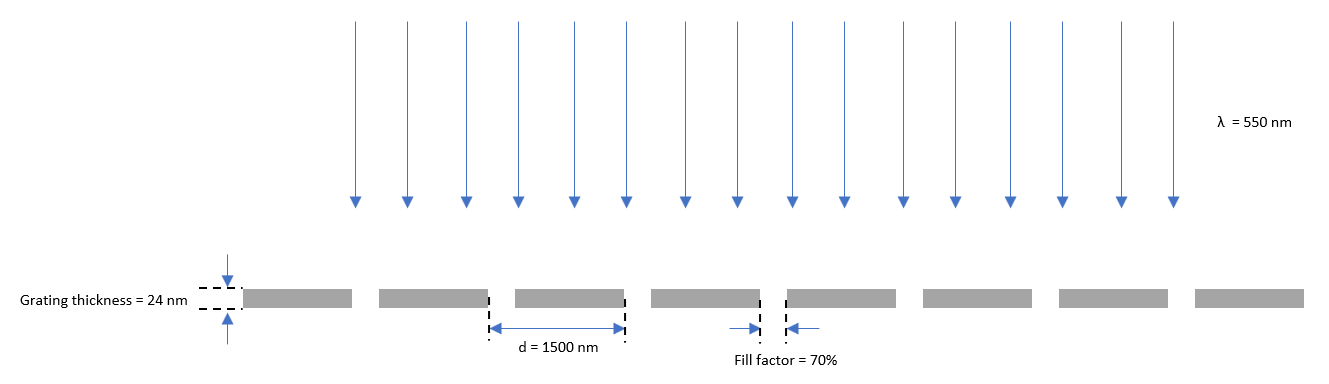 λ = 550 nm
Grating thickness = 24 nm
d = 1500 nm
Fill factor = 70%